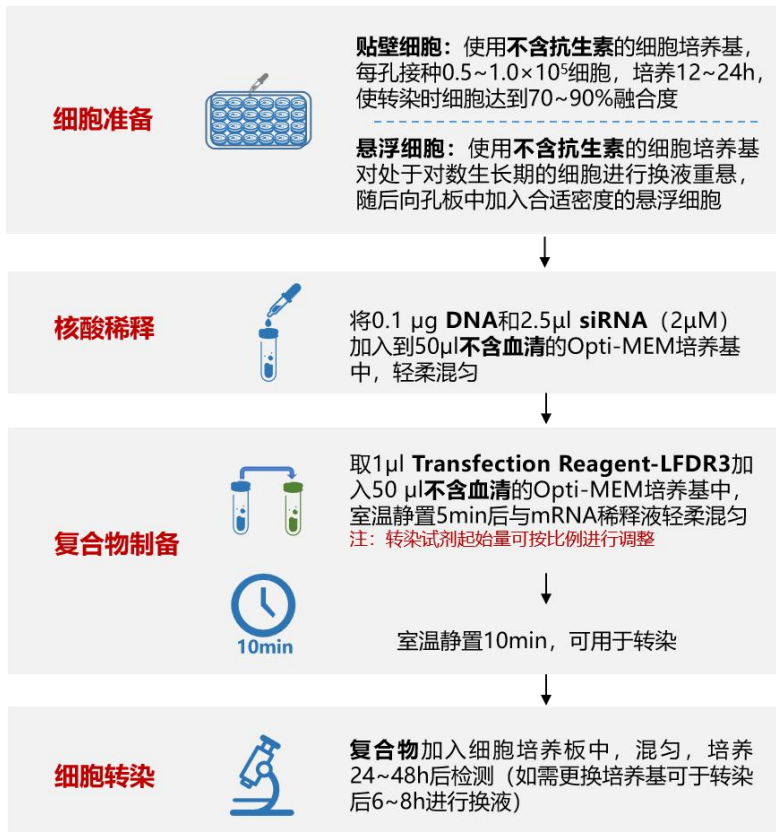 细胞准备
贴壁细胞：使用不含抗生素的细胞培养基，
每孔接种0.5~1.0×10⁵细胞，培养12~24h，
使转染时细胞达到70~90%融合度
悬浮细胞：使用不含抗生素的细胞培养基
对处于对数生长期的细胞进行换液重悬，
随后向孔板中加入合适密度的悬浮细胞
核酸稀释
将0.1 μg DNA和2.5μl siRNA（2μM）
加入到50μl不含血清的Opti-MEM培养基
中，轻柔混匀
复合物制备
取1μl Transfection Reagent-LFDR3加
入50 μl不含血清的Opti-MEM培养基中，
室温静置5min后与mRNA稀释液轻柔混匀
注：转染试剂起始量可按比例进行调整
10min
室温静置10min，可用于转染
细胞转染
复合物加入细胞培养板中，混匀，培养
24~48h后检测（如需更换培养基可于转染
后6~8h进行换液）